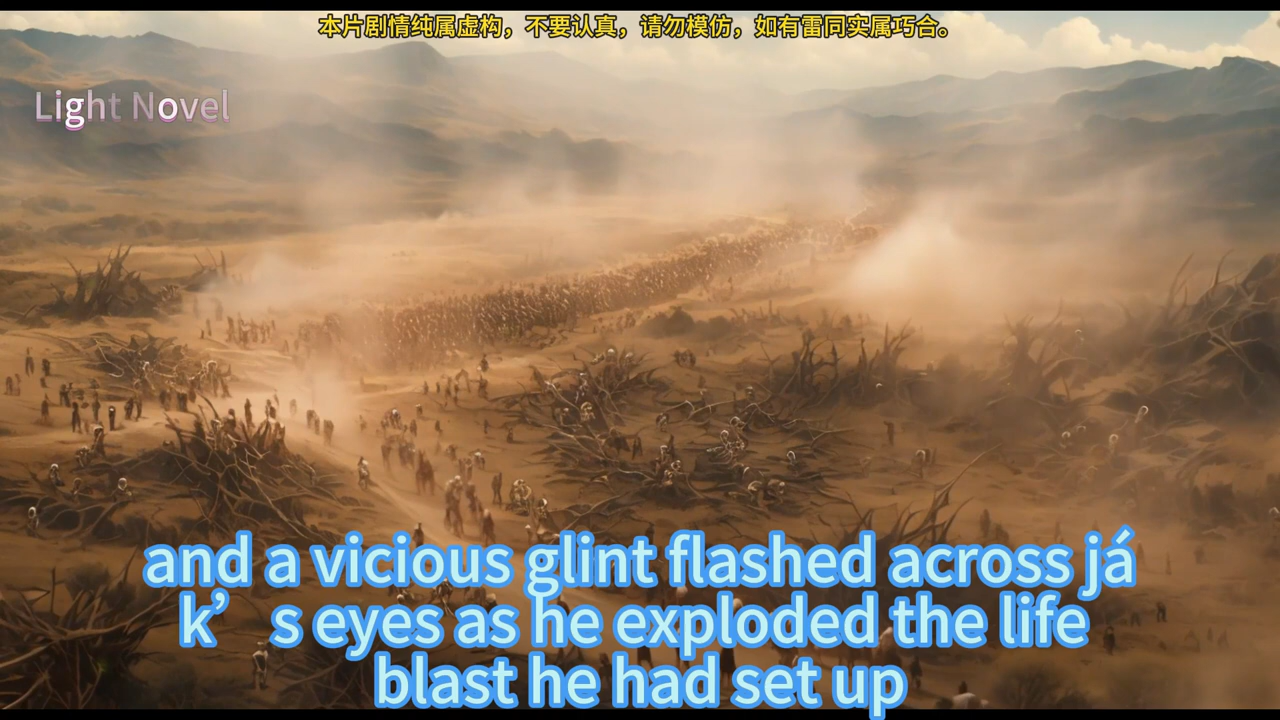 本片剧情纯属虚构，不要认真，请勿模仿，如有雷同实属巧合。
Light Novel
and a vicious glint flashed across já
k’ s eyes as he exploded the life
blast he had set up